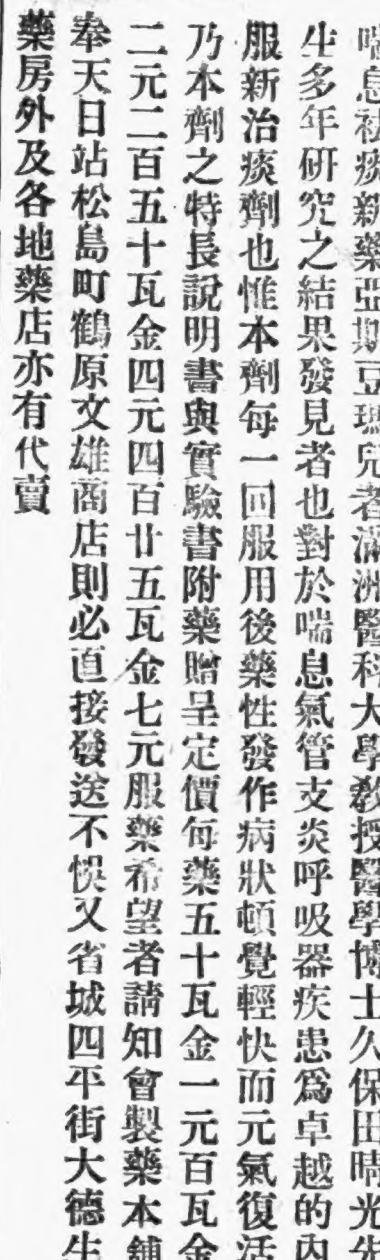 喘息袪痰新藥亞斯豆瑪兒者滿洲醫科大學敎授醫學博士久保田晴光先
生多年硏究之結果發見者也對於喘息氣管支炎呼吸器疾患爲卓越的內
服新治痰劑也惟本劑每一回服用後藥性發作病狀頓覺輕快而元氣復活
乃本劑之特長說明書與實驗書附藥贈呈定價每藥五十瓦金一元百瓦金
二元二百五十瓦金四元四百廿五瓦金七元服藥希望者請知會製藥本舖
奉天日站松島町鶴原文雄商店則必直接發送不悞又省城四平街大德生
藥房外及各地藥店亦有代賣